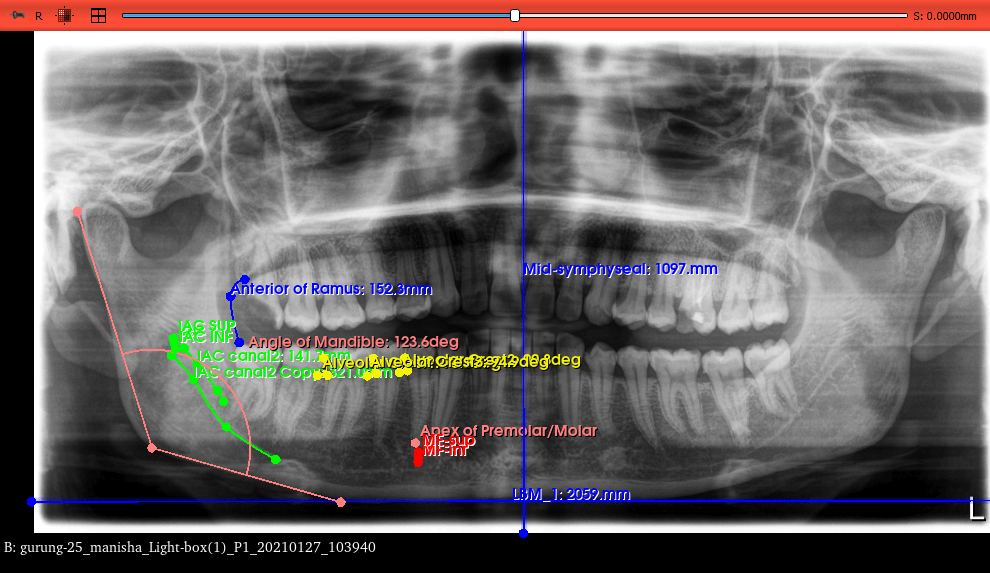 R
S: 0.0000mm
Mid-symphyseal: 1097.mm
Anterior of Ramus: 152.3mm
IAC SUP
IAC INF
Angle of Mandible: 123.6deg
IAC canal2: 141.
IAC canal2 Copy
Apex of Premolar/Molar
MF-sup
MF-inf
LBM_1: 2059.mm
L
B: gurung-25_manisha_Light-box(1)_P1_20210127_103940